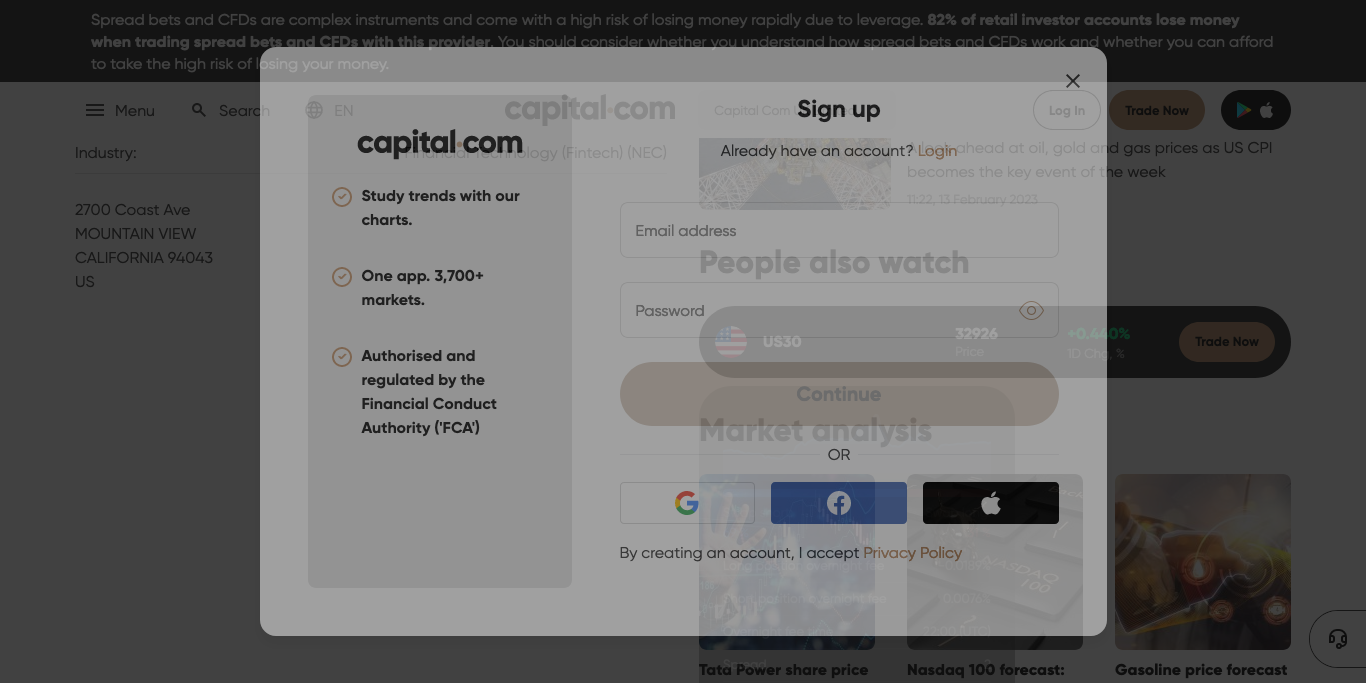 Spread bets and CFDs are complex instruments and come with a high risk of losing money rapidly due to leverage. 82% of retail investor accounts lose money
when trading spread bets and CFDs with this provider. You should consider whether you understand how spread bets and CFDs work and whether you can afford
to take the high risk of losing your money.
Menu
Search
EN
capital.com
Capital Com
Log In
Trade Now
Industry:
Financial Technology (Fintech) (NEC)
2700 Coast Ave
MOUNTAIN VIEW
CALIFORNIA 94043
US
capital.com
Study trends with our
charts.
One app. 3,700+
markets.
Authorised and
regulated by the
Financial Conduct
Authority ('FCA')
Sign up
Already have an account? Login
Email address
Password
Continue
OR
By creating an account, I accept Privacy Policy
ahead at oil, gold and gas prices as US CPI
becomes the key event of the week
11:22, 13 February 2023
People also watch
US30
32926
Price
+0.440%
1D Chg, %
Trade Now
Market analysis
NASDAQ
100
Spread
Tata Power share price
Nasdaq 100 forecast:
Gasoline price forecast